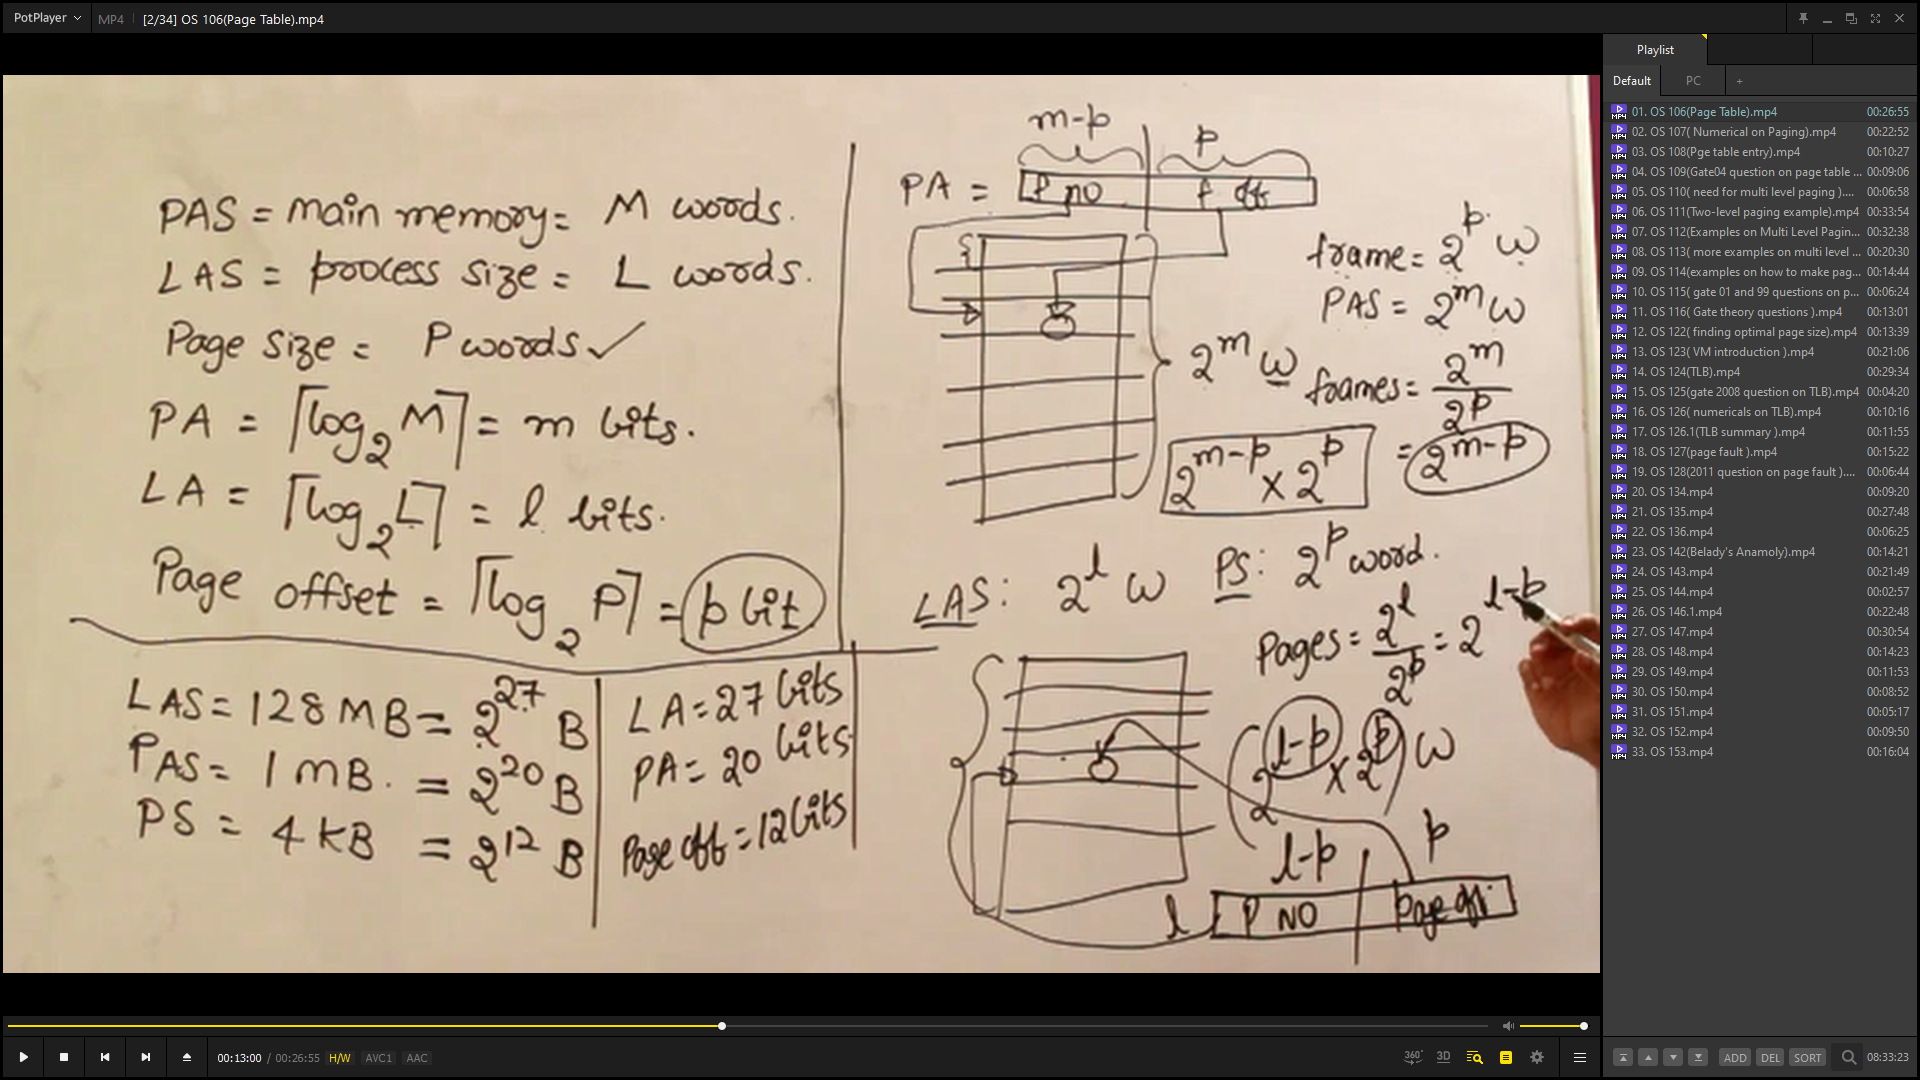 PotPlayer
MP4
[2/34] OS 106(Page Table).mp4
PAS = main memory = M words.
LAS = process size = L words.
Page size = P words ✓
PA = ⌈log₂ M⌉ = m bits.
LA = ⌈log₂ L⌉ = l bits.
Page offset = ⌈log₂ P⌉ = p bit
LAS = 128 MB = 2²⁷ B
PAS = 1 MB. = 2²⁰ B
PS = 4 KB = 2¹² B
LA = 27 bits
PA = 20 bits
Page off = 12 bits
m-p p
PA = P no f off
frame = 2^p w
PAS = 2^m w
2^m w
frames = 2^m / 2^p
= 2^(m-p)
2^(m-p) x 2^p
LAS: 2^l w PS: 2^p word.
Pages = 2^l / 2^p = 2^(l-p)
(2^(l-p) x 2^p) w
l-p p
l P NO Page off
00:13:00 / 00:26:55 H/W AVC1 AAC
360° 3D
Playlist
Default PC +
01. OS 106(Page Table).mp4 00:26:55
02. OS 107( Numerical on Paging).mp4 00:22:52
03. OS 108(Pge table entry).mp4 00:10:27
04. OS 109(Gate04 question on page table ... 00:09:06
05. OS 110( need for multi level paging ).... 00:06:58
06. OS 111(Two-level paging example).mp4 00:33:54
07. OS 112(Examples on Multi Level Pagin... 00:32:38
08. OS 113( more examples on multi level ... 00:20:30
09. OS 114(examples on how to make pag... 00:14:44
10. OS 115( gate 01 and 99 questions on p... 00:06:24
11. OS 116( Gate theory questions ).mp4 00:13:01
12. OS 122( finding optimal page size).mp4 00:13:39
13. OS 123( VM introduction ).mp4 00:21:06
14. OS 124(TLB).mp4 00:29:34
15. OS 125(gate 2008 question on TLB).mp4 00:04:20
16. OS 126( numericals on TLB).mp4 00:10:16
17. OS 126.1(TLB summary ).mp4 00:11:55
18. OS 127(page fault ).mp4 00:15:22
19. OS 128(2011 question on page fault ).... 00:06:44
20. OS 134.mp4 00:09:20
21. OS 135.mp4 00:27:48
22. OS 136.mp4 00:06:25
23. OS 142(Belady's Anamoly).mp4 00:14:21
24. OS 143.mp4 00:21:49
25. OS 144.mp4 00:02:57
26. OS 146.1.mp4 00:22:48
27. OS 147.mp4 00:30:54
28. OS 148.mp4 00:14:23
29. OS 149.mp4 00:11:53
30. OS 150.mp4 00:08:52
31. OS 151.mp4 00:05:17
32. OS 152.mp4 00:09:50
33. OS 153.mp4 00:16:04
ADD DEL SORT 08:33:23